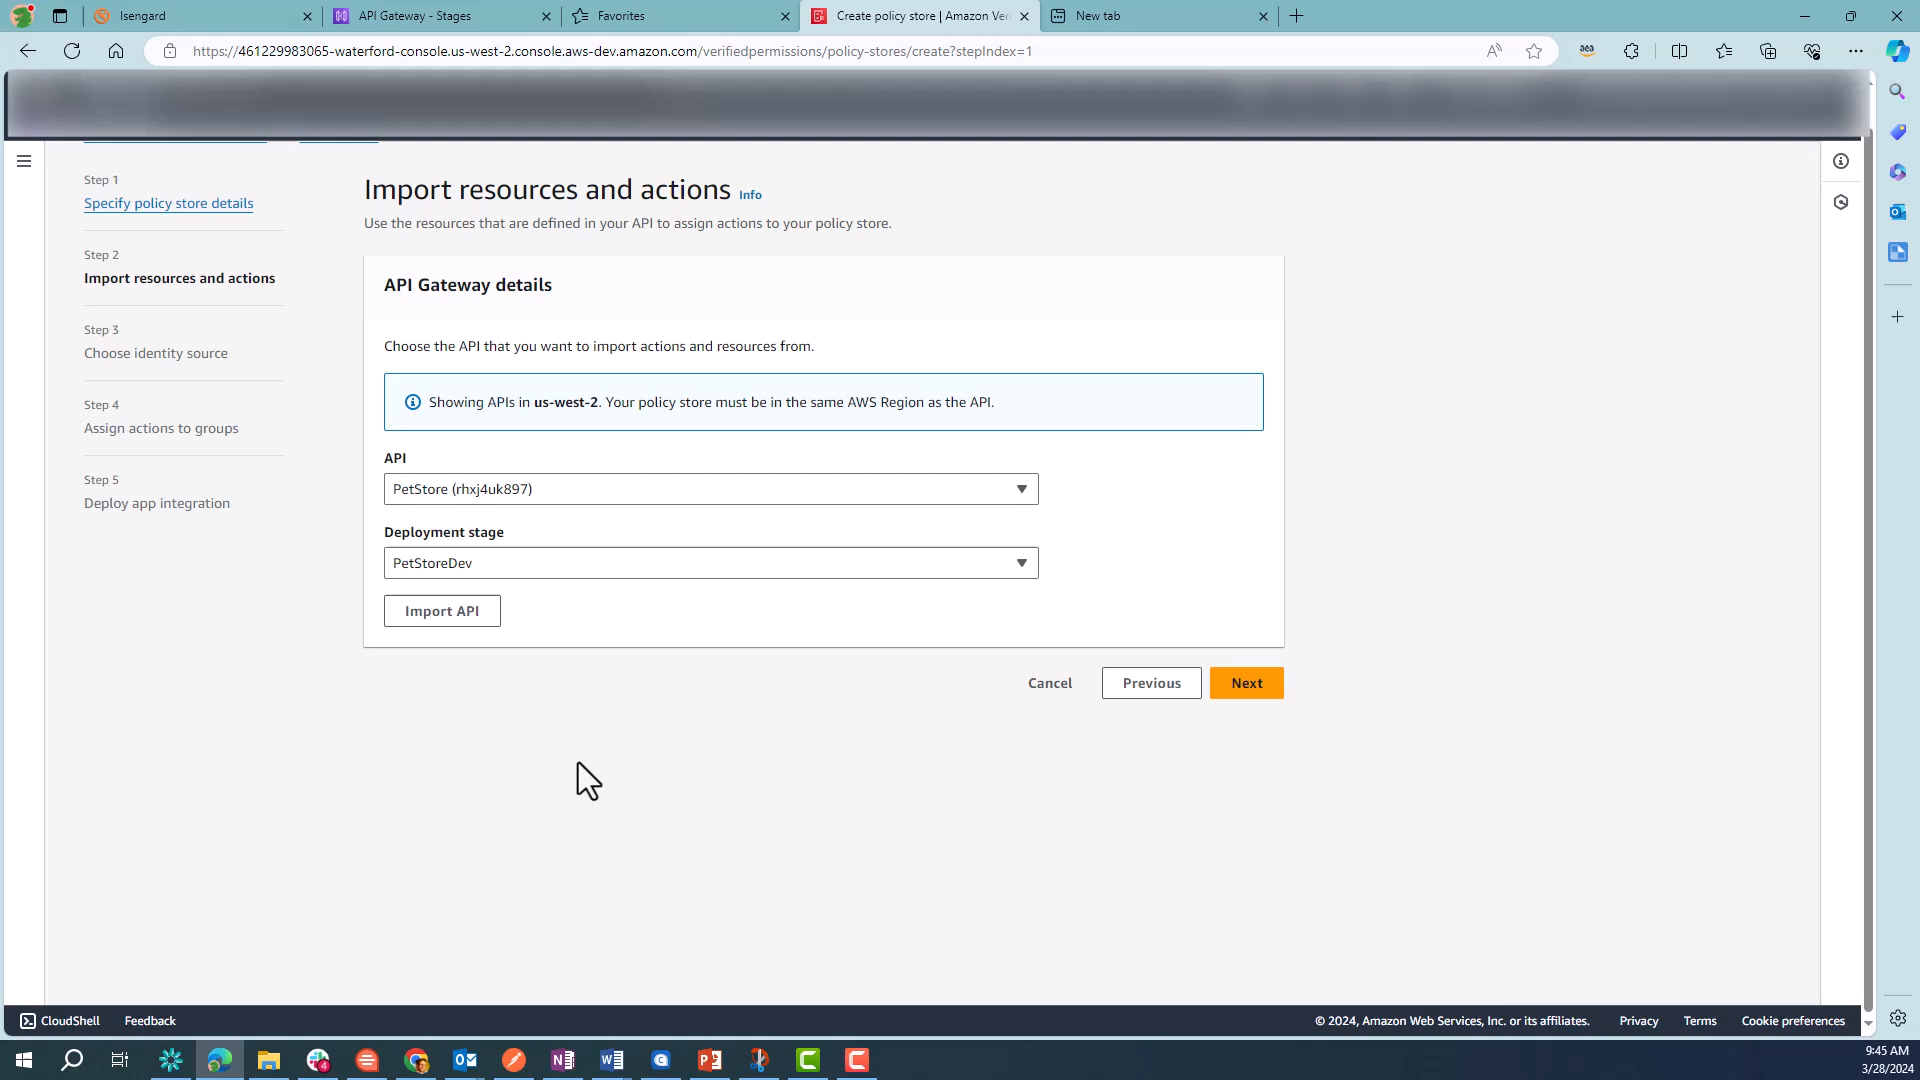 Isengard
API Gateway - Stages
Favorites
Create policy store | Amazon Ver
New tab
https://461229983065-waterford-console.us-west-2.console.aws-dev.amazon.com/verifiedpermissions/policy-stores/create?stepIndex=1
Step 1
Specify policy store details
Step 2
Import resources and actions
Step 3
Choose identity source
Step 4
Assign actions to groups
Step 5
Deploy app integration
Import resources and actions Info
Use the resources that are defined in your API to assign actions to your policy store.
API Gateway details
Choose the API that you want to import actions and resources from.
Showing APIs in us-west-2. Your policy store must be in the same AWS Region as the API.
API
PetStore (rhxj4uk897)
Deployment stage
PetStoreDev
Import API
Cancel
Previous
Next
CloudShell
Feedback
© 2024, Amazon Web Services, Inc. or its affiliates.
Privacy
Terms
Cookie preferences
9:45 AM
3/28/2024